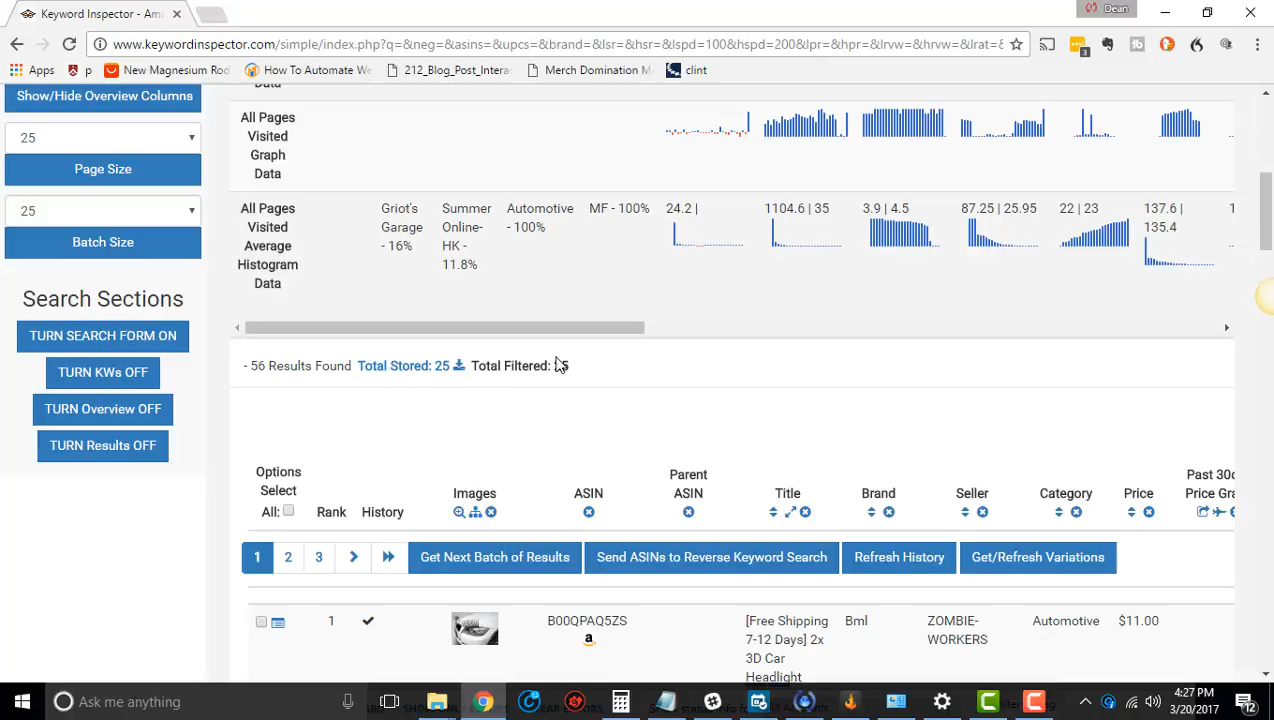 Keyword Inspector - Ama
Dean
www.keywordinspector.com/simple/index.php?q=&neg=&asins=&upcs=&brand=&lsr=&hsr=&lspd=100&hspd=200&lpr=&hpr=&lrvw=&hrvw=&lrat=&
Apps p New Magnesium Rod How To Automate We 212_Blog_Post_Intera Merch Domination M clint
Show/Hide Overview Columns
25
Page Size
25
Batch Size
Search Sections
TURN SEARCH FORM ON
TURN KWs OFF
TURN Overview OFF
TURN Results OFF
Data
All Pages
Visited
Graph
Data
All Pages
Visited
Average
Histogram
Data
Griot's
Garage
- 16%
Summer
Online-
HK -
11.8%
Automotive
- 100%
MF - 100%
24.2 |
1104.6 | 35
3.9 | 4.5
87.25 | 25.95
22 | 23
137.6 |
135.4
- 56 Results Found Total Stored: 25 Total Filtered:
Options
Select
All:
Rank
History
Images
ASIN
Parent
ASIN
Title
Brand
Seller
Category
Price
Past 30d
Price Gra
1 2 3 Get Next Batch of Results Send ASINs to Reverse Keyword Search Refresh History Get/Refresh Variations
1
B00QPAQ5ZS
[Free Shipping
7-12 Days] 2x
3D Car
Headlight
Bml
ZOMBIE-
WORKERS
Automotive
$11.00
Ask me anything
4:27 PM
3/20/2017